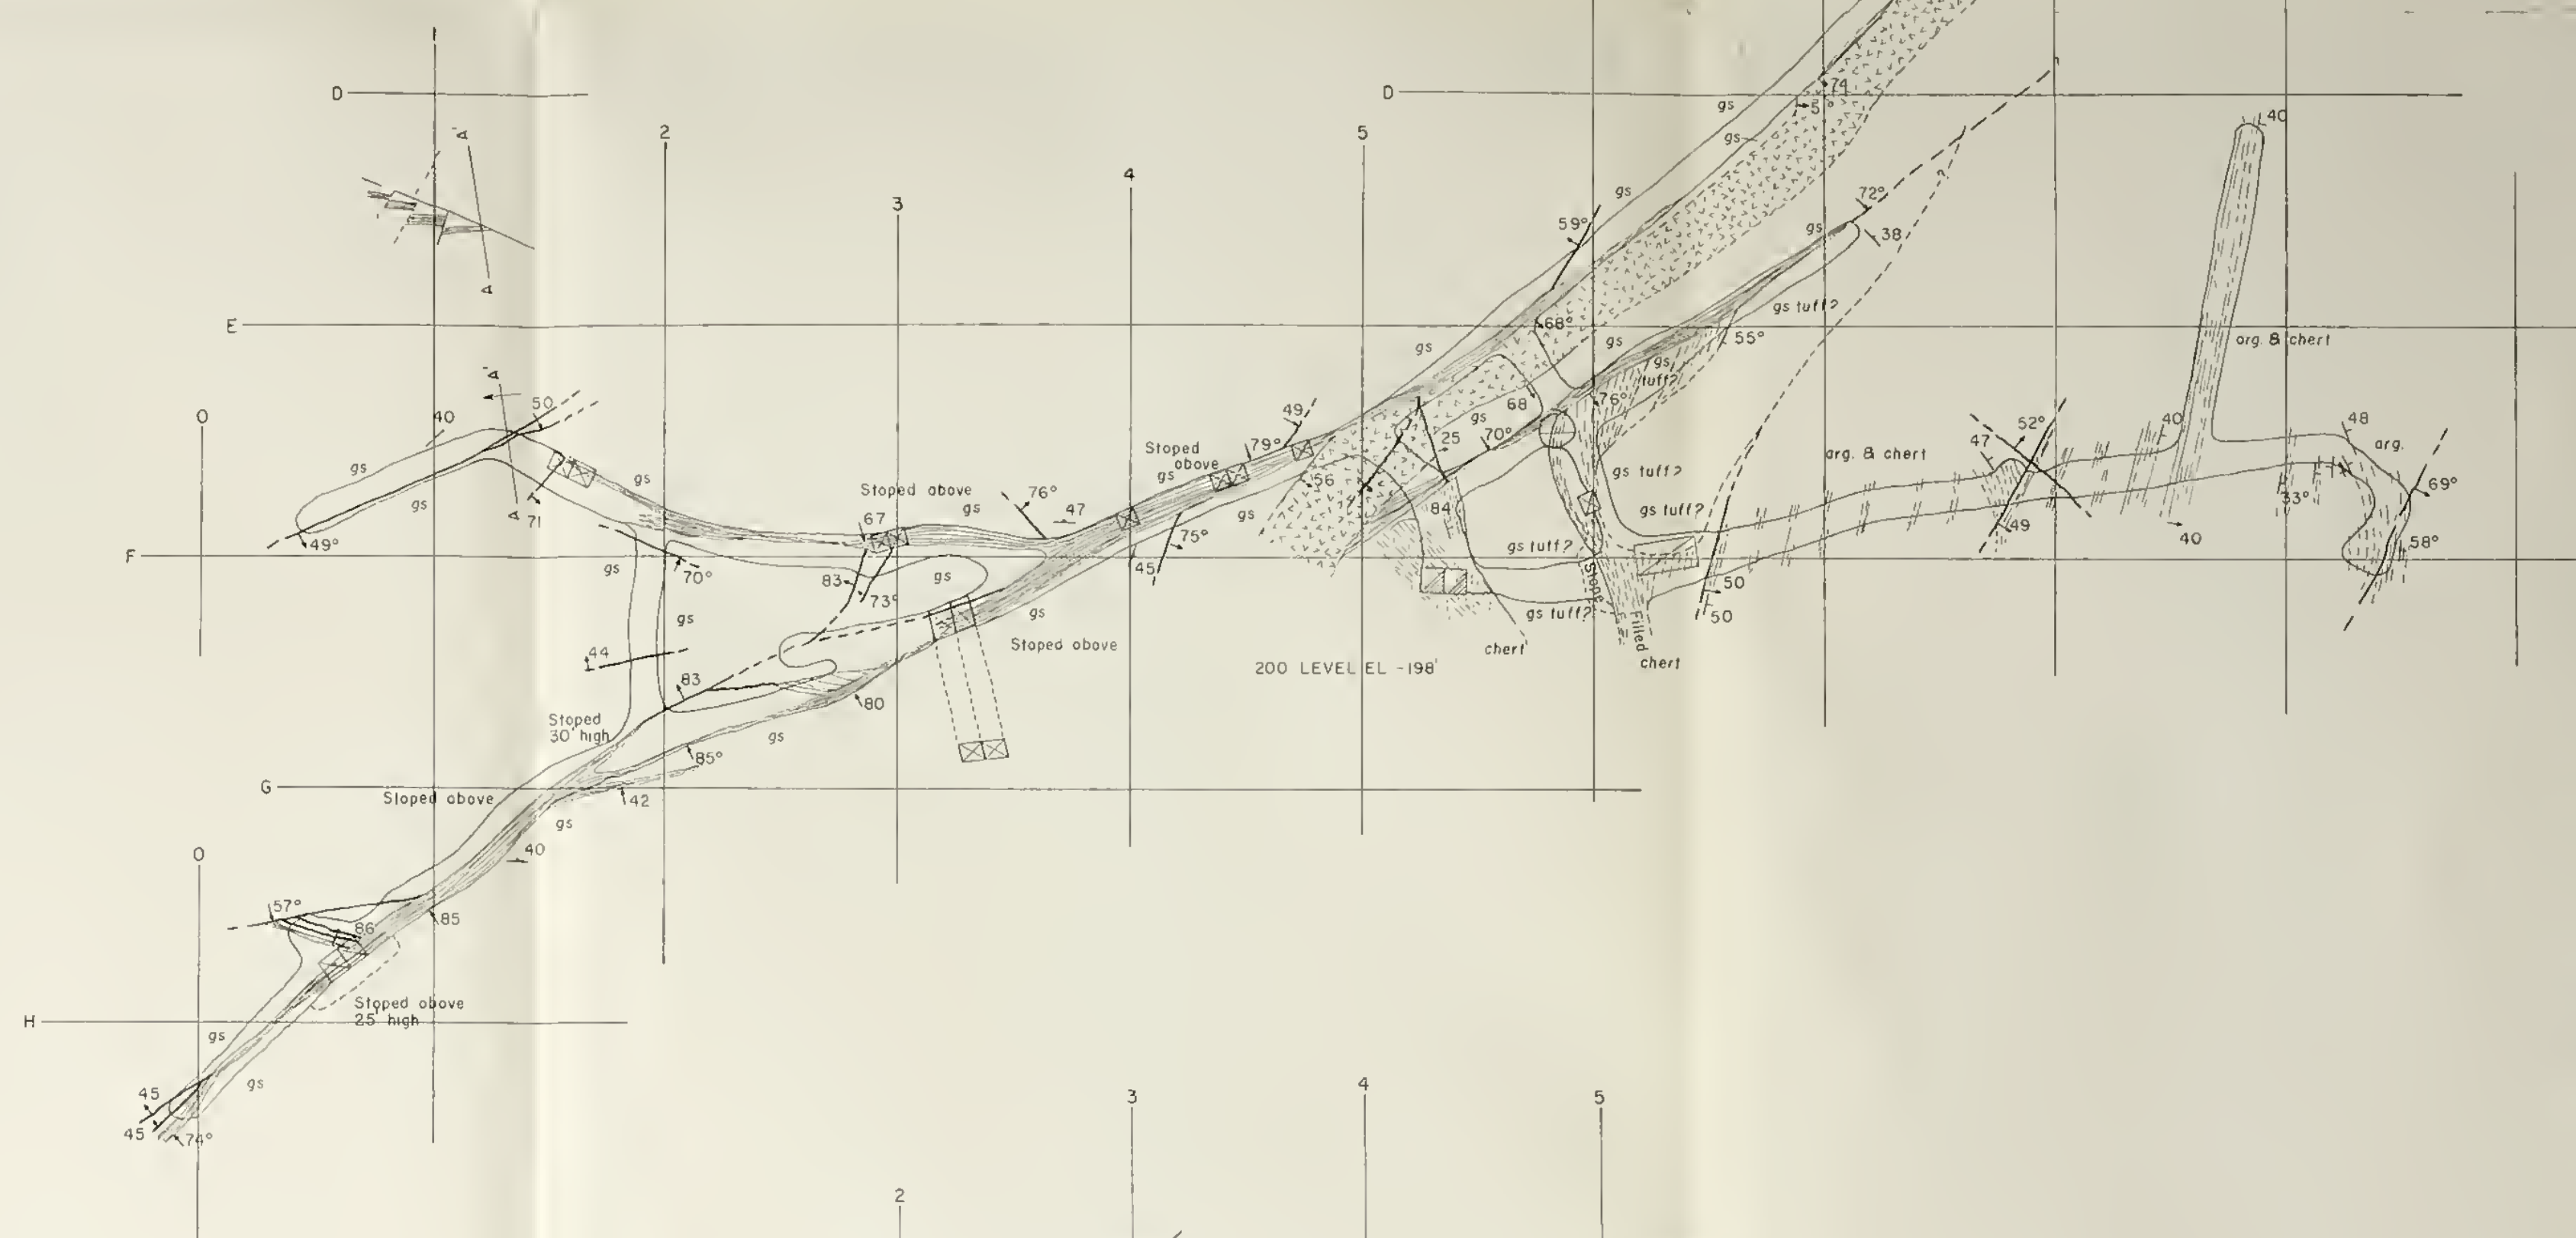 D
D
A'
2
5
4
3
74
5°
40
gs
gs
gs
72°
59°
gs
38
A
E
68°
gs tuff?
gs
gs
55°
gs
tuff?
arg. & chert
A'
O
40
50
49
68
76°
gs
25
70°
52°
40
48
47
arg.
arg. & chert
Stoped
above
79°
gs
gs
gs
gs
Stoped above
gs
56
gs tuff?
33°
69°
A
71
67
76°
47
gs
84
gs tuff?
49
40
49°
F
75°
45
gs tuff?
58°
gs
70°
gs
83
73°
50
50
gs
gs
gs tuff?
Stope
Filled
44
Stoped above
chert
chert
200 LEVEL EL -198'
83
80
Stoped
30' high
gs
85°
G
Stoped above
42
gs
40
O
57°
86
85
Stoped above
25' high
H
gs
gs
45
45
74°
3
4
5
2